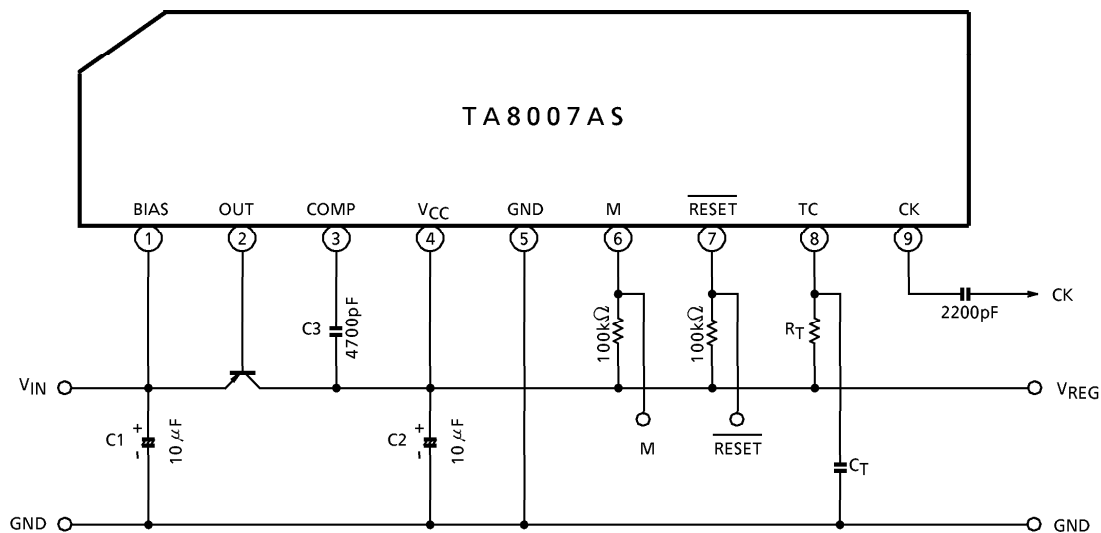 TA8007AS
BIAS OUT COMP VCC GND M RESET TC CK
1 2 3 4 5 6 7 8 9
CK
2200pF
C3 4700pF 100kΩ 100kΩ RT
VIN VREG
M RESET
C1 + - 10μF C2 + - 10μF
CT
GND GND